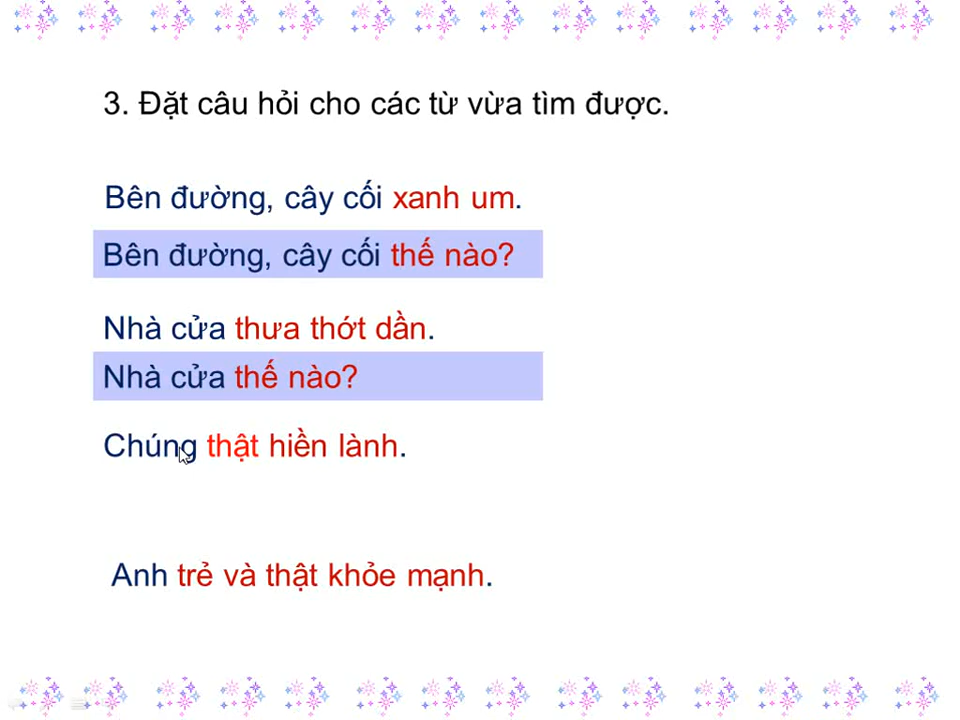 3. Đặt câu hỏi cho các từ vừa tìm được.
Bên đường, cây cối xanh um.
Bên đường, cây cối thế nào?
Nhà cửa thưa thớt dần.
Nhà cửa thế nào?
Chúng thật hiền lành.
Anh trẻ và thật khỏe mạnh.